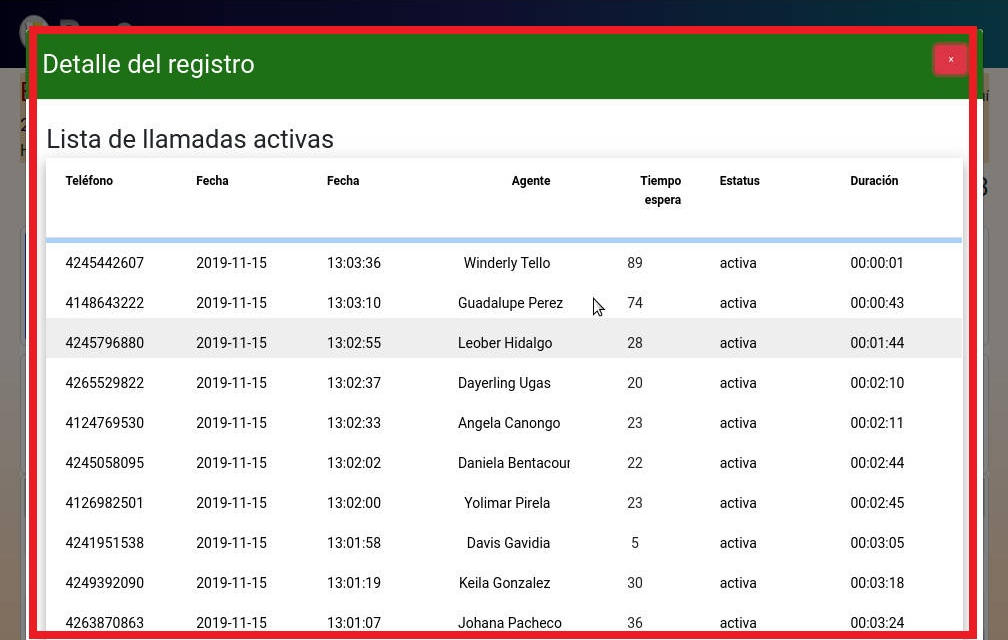 Detalle del registro
×
Lista de llamadas activas
Teléfono Fecha Fecha Agente Tiempo espera Estatus Duración
4245442607 2019-11-15 13:03:36 Winderly Tello 89 activa 00:00:01
4148643222 2019-11-15 13:03:10 Guadalupe Perez 74 activa 00:00:43
4245796880 2019-11-15 13:02:55 Leober Hidalgo 28 activa 00:01:44
4265529822 2019-11-15 13:02:37 Dayerling Ugas 20 activa 00:02:10
4124769530 2019-11-15 13:02:33 Angela Canongo 23 activa 00:02:11
4245058095 2019-11-15 13:02:02 Daniela Bentacour 22 activa 00:02:44
4126982501 2019-11-15 13:02:00 Yolimar Pirela 23 activa 00:02:45
4241951538 2019-11-15 13:01:58 Davis Gavidia 5 activa 00:03:05
4249392090 2019-11-15 13:01:19 Keila Gonzalez 30 activa 00:03:18
4263870863 2019-11-15 13:01:07 Johana Pacheco 36 activa 00:03:24